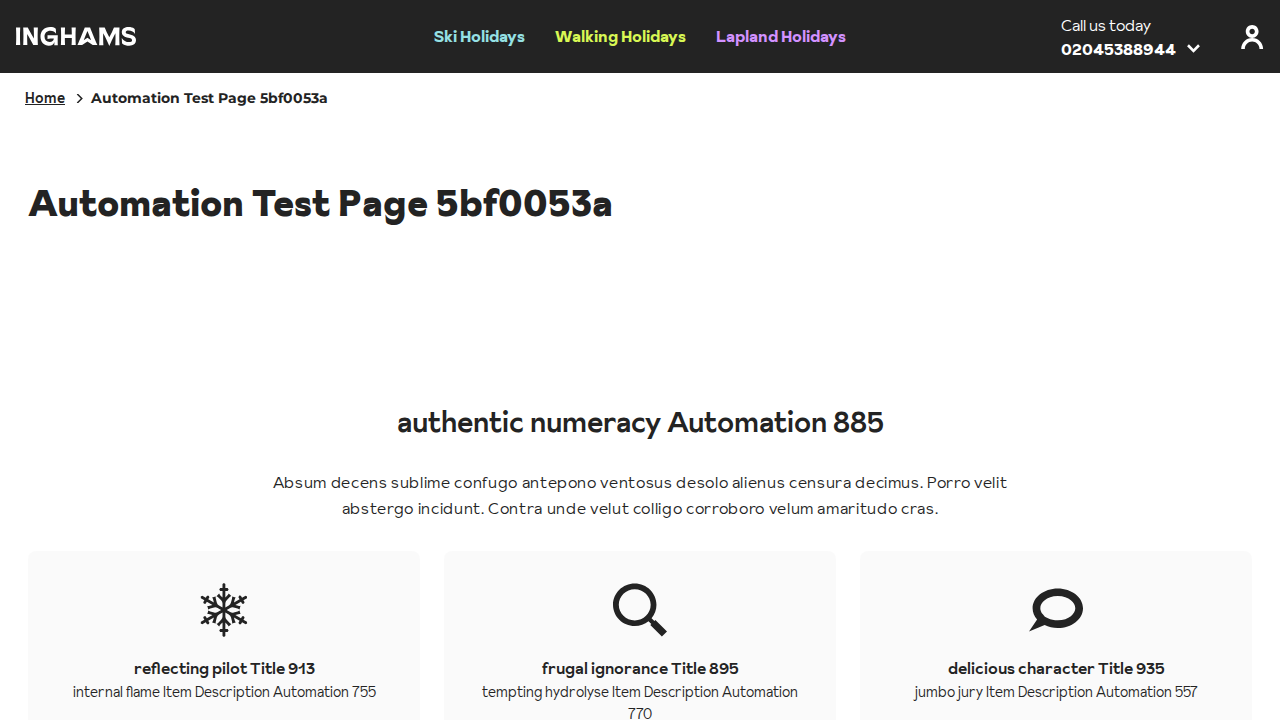 INGHAMS
Ski Holidays
Walking Holidays
Lapland Holidays
Call us today
02045388944
Home
Automation Test Page 5bf0053a
Automation Test Page 5bf0053a
authentic numeracy Automation 885
Absum decens sublime confugo antepono ventosus desolo alienus censura decimus. Porro velit
abstergo incidunt. Contra unde velut colligo corroboro velum amaritudo cras.
reflecting pilot Title 913
internal flame Item Description Automation 755
frugal ignorance Title 895
tempting hydrolyse Item Description Automation
770
delicious character Title 935
jumbo jury Item Description Automation 557